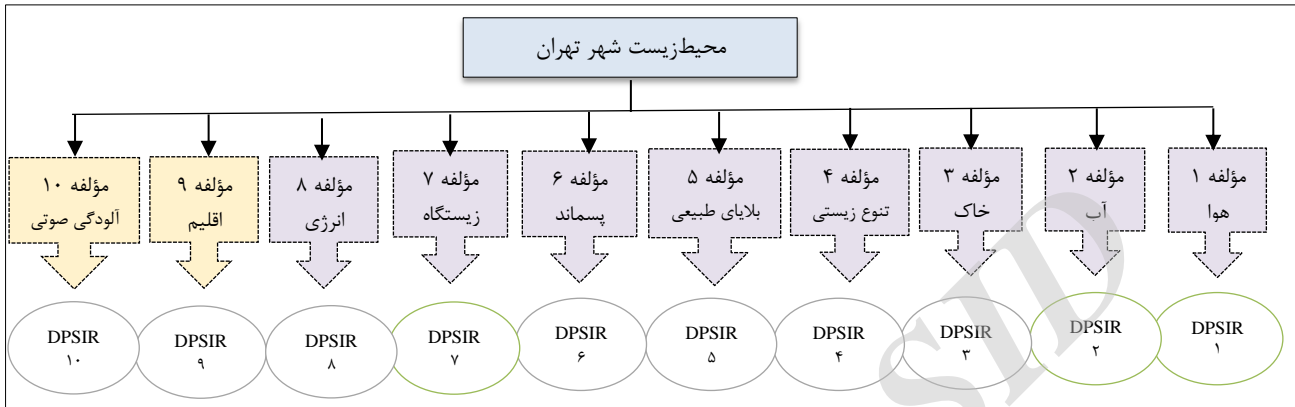 محیط‌زیست شهر تهران
مؤلفه ۱
هوا
مؤلفه ۲
آب
مؤلفه ۳
خاک
مؤلفه ۴
تنوع زیستی
مؤلفه ۵
بلایای طبیعی
مؤلفه ۶
پسماند
مؤلفه ۷
زیستگاه
مؤلفه ۸
انرژی
مؤلفه ۹
اقلیم
مؤلفه ۱۰
آلودگی صوتی
DPSIR
۱
DPSIR
۲
DPSIR
۳
DPSIR
۴
DPSIR
۵
DPSIR
۶
DPSIR
۷
DPSIR
۸
DPSIR
۹
DPSIR
۱۰
SID